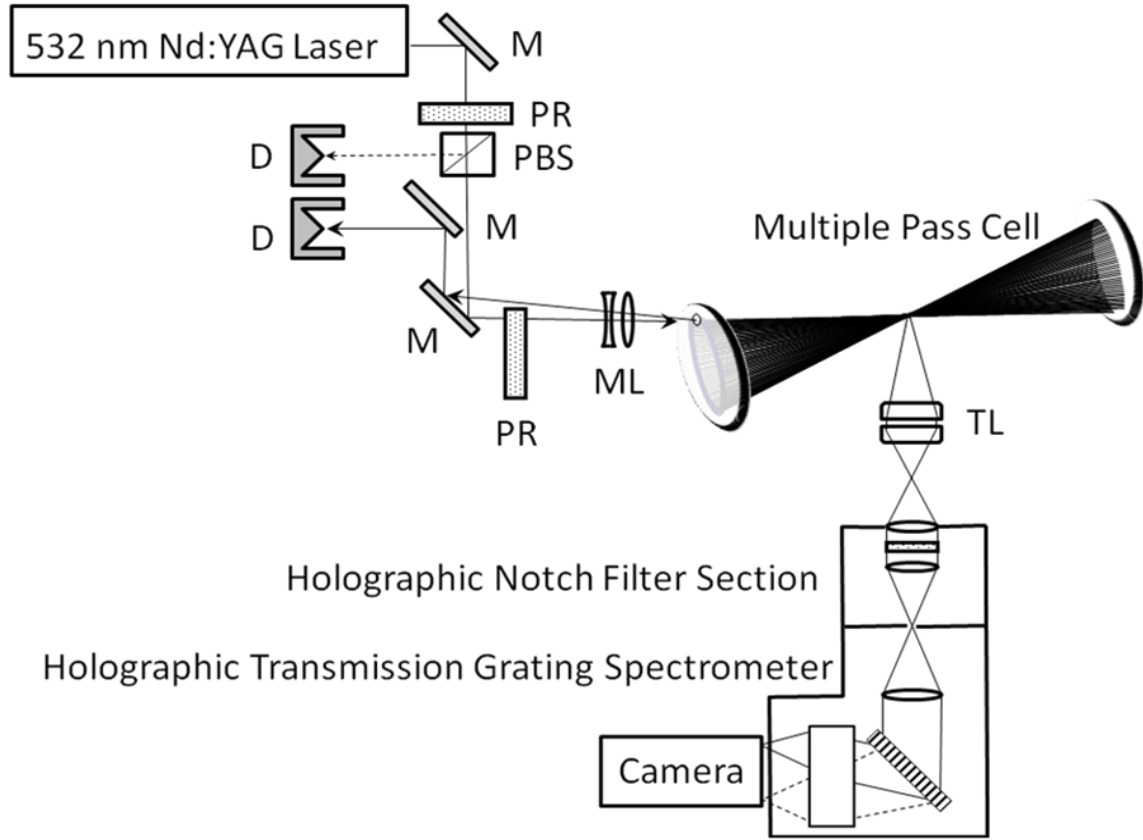 532 nm Nd:YAG Laser
M
PR
D
PBS
D
M
Multiple Pass Cell
M
ML
PR
TL
Holographic Notch Filter Section
Holographic Transmission Grating Spectrometer
Camera